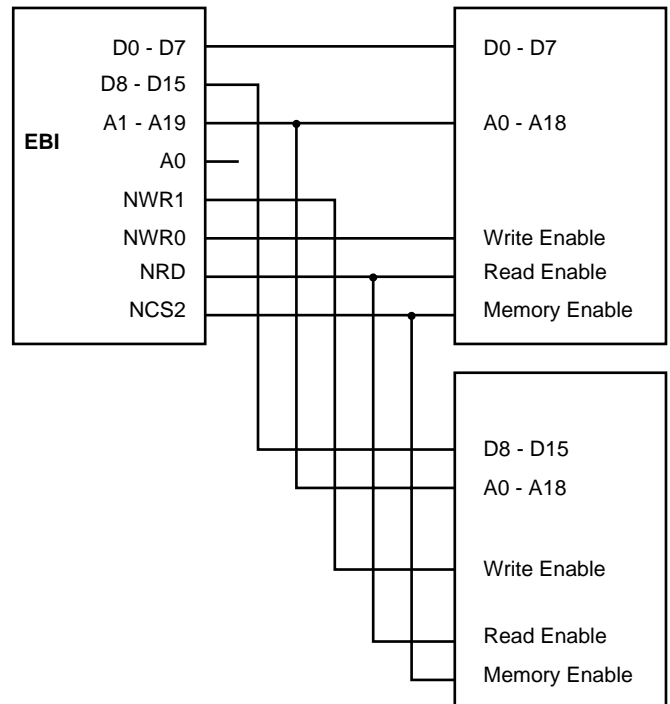 EBI
D0 - D7
D8 - D15
A1 - A19
A0
NWR1
NWR0
NRD
NCS2
D0 - D7
A0 - A18
Write Enable
Read Enable
Memory Enable
D8 - D15
A0 - A18
Write Enable
Read Enable
Memory Enable